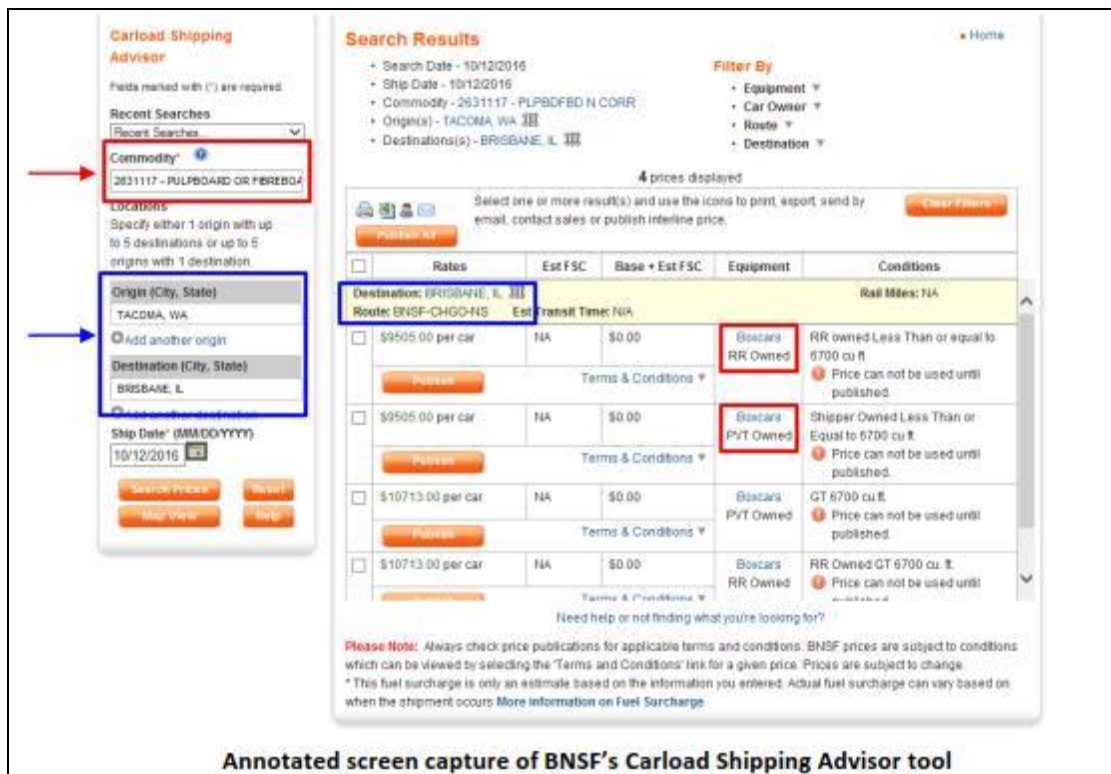 Carload Shipping
Advisor
Fields marked with (*) are required.
Recent Searches
Recent Searches...
Commodity*
2631117 - PULPBOARD OR FIBREBOA
Locations
Specify either 1 origin with up
to 5 destinations or up to 5
origins with 1 destination.
Origin (City, State)
TACOMA, WA
Add another origin
Destination (City, State)
BRISBANE, IL
Add another destination
Ship Date* (MM/DD/YYYY)
10/12/2016
Search Prices Reset
Map View Help
Home
Search Results
• Search Date - 10/12/2016
• Ship Date - 10/12/2016
• Commodity - 2631117 - PLPBDFBD N CORR
• Origin(s) - TACOMA, WA
• Destinations(s) - BRISBANE, IL
Filter By
• Equipment
• Car Owner
• Route
• Destination
4 prices displayed
Select one or more result(s) and use the icons to print, export, send by
email, contact sales or publish interline price.
Clear Filters
Publish All
Rates Est FSC Base + Est FSC Equipment Conditions
Destination: BRISBANE, IL Rail Miles: NA
Route: BNSF-CHGO-NS Est Transit Time: N/A
$9505.00 per car NA $0.00 Boxcars RR owned Less Than or equal to
RR Owned 6700 cu ft
Publish Terms & Conditions Price can not be used until
published.
$9505.00 per car NA $0.00 Boxcars Shipper Owned Less Than or
PVT Owned Equal to 6700 cu ft
Publish Terms & Conditions Price can not be used until
published.
$10713.00 per car NA $0.00 Boxcars GT 6700 cu.ft.
PVT Owned Price can not be used until
Publish Terms & Conditions published.
$10713.00 per car NA $0.00 Boxcars RR Owned GT 6700 cu. ft.
RR Owned Price can not be used until
Terms & Conditions
Need help or not finding what you're looking for?
Please Note: Always check price publications for applicable terms and conditions. BNSF prices are subject to conditions
which can be viewed by selecting the 'Terms and Conditions' link for a given price. Prices are subject to change.
* This fuel surcharge is only an estimate based on the information you entered. Actual fuel surcharge can vary based on
when the shipment occurs More information on Fuel Surcharge
Annotated screen capture of BNSF's Carload Shipping Advisor tool